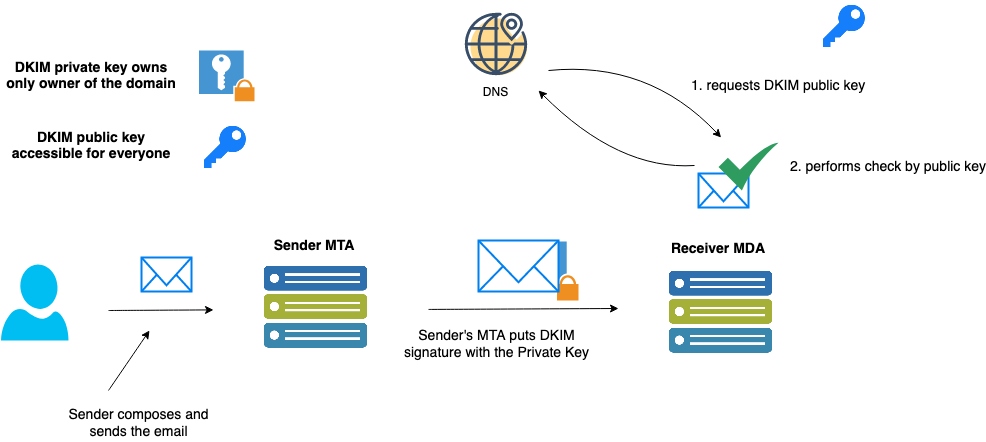 DKIM private key owns
only owner of the domain
DKIM public key
accessible for everyone
DNS
1. requests DKIM public key
2. performs check by public key
Sender MTA
Receiver MDA
Sender's MTA puts DKIM
signature with the Private Key
Sender composes and
sends the email